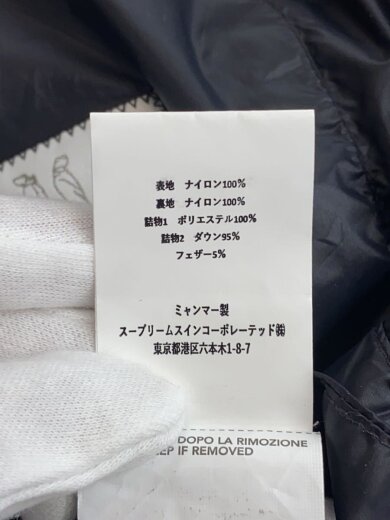 表地 ナイロン100%
裏地 ナイロン100%
詰物1 ポリエステル100%
詰物2 ダウン95%
フェザー5%
ミャンマー製
スープリームスインコーポレーテッド㈱
東京都港区六本木1-8-7
DOPO LA RIMOZIONE
EEP IF REMOVED